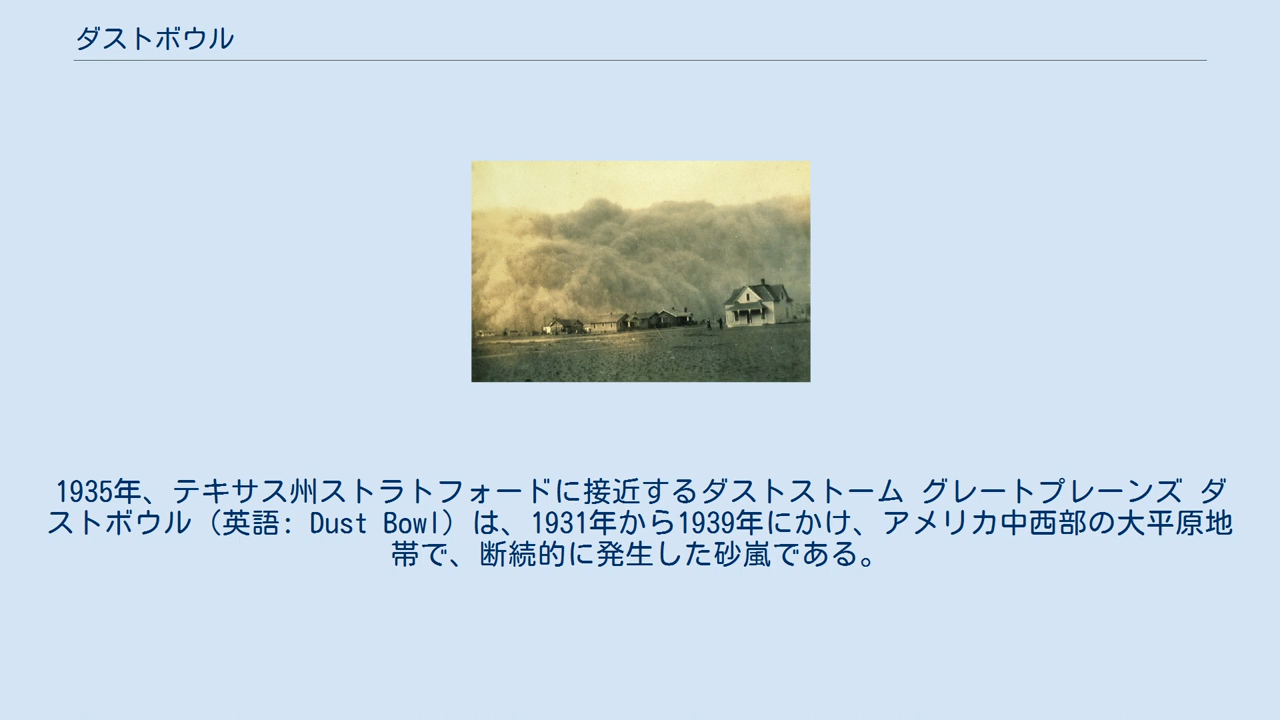 ダストボウル
1935年、テキサス州ストラトフォードに接近するダストストーム グレートプレーンズ ダ
ストボウル（英語: Dust Bowl）は、1931年から1939年にかけ、アメリカ中西部の大平原地
帯で、断続的に発生した砂嵐である。